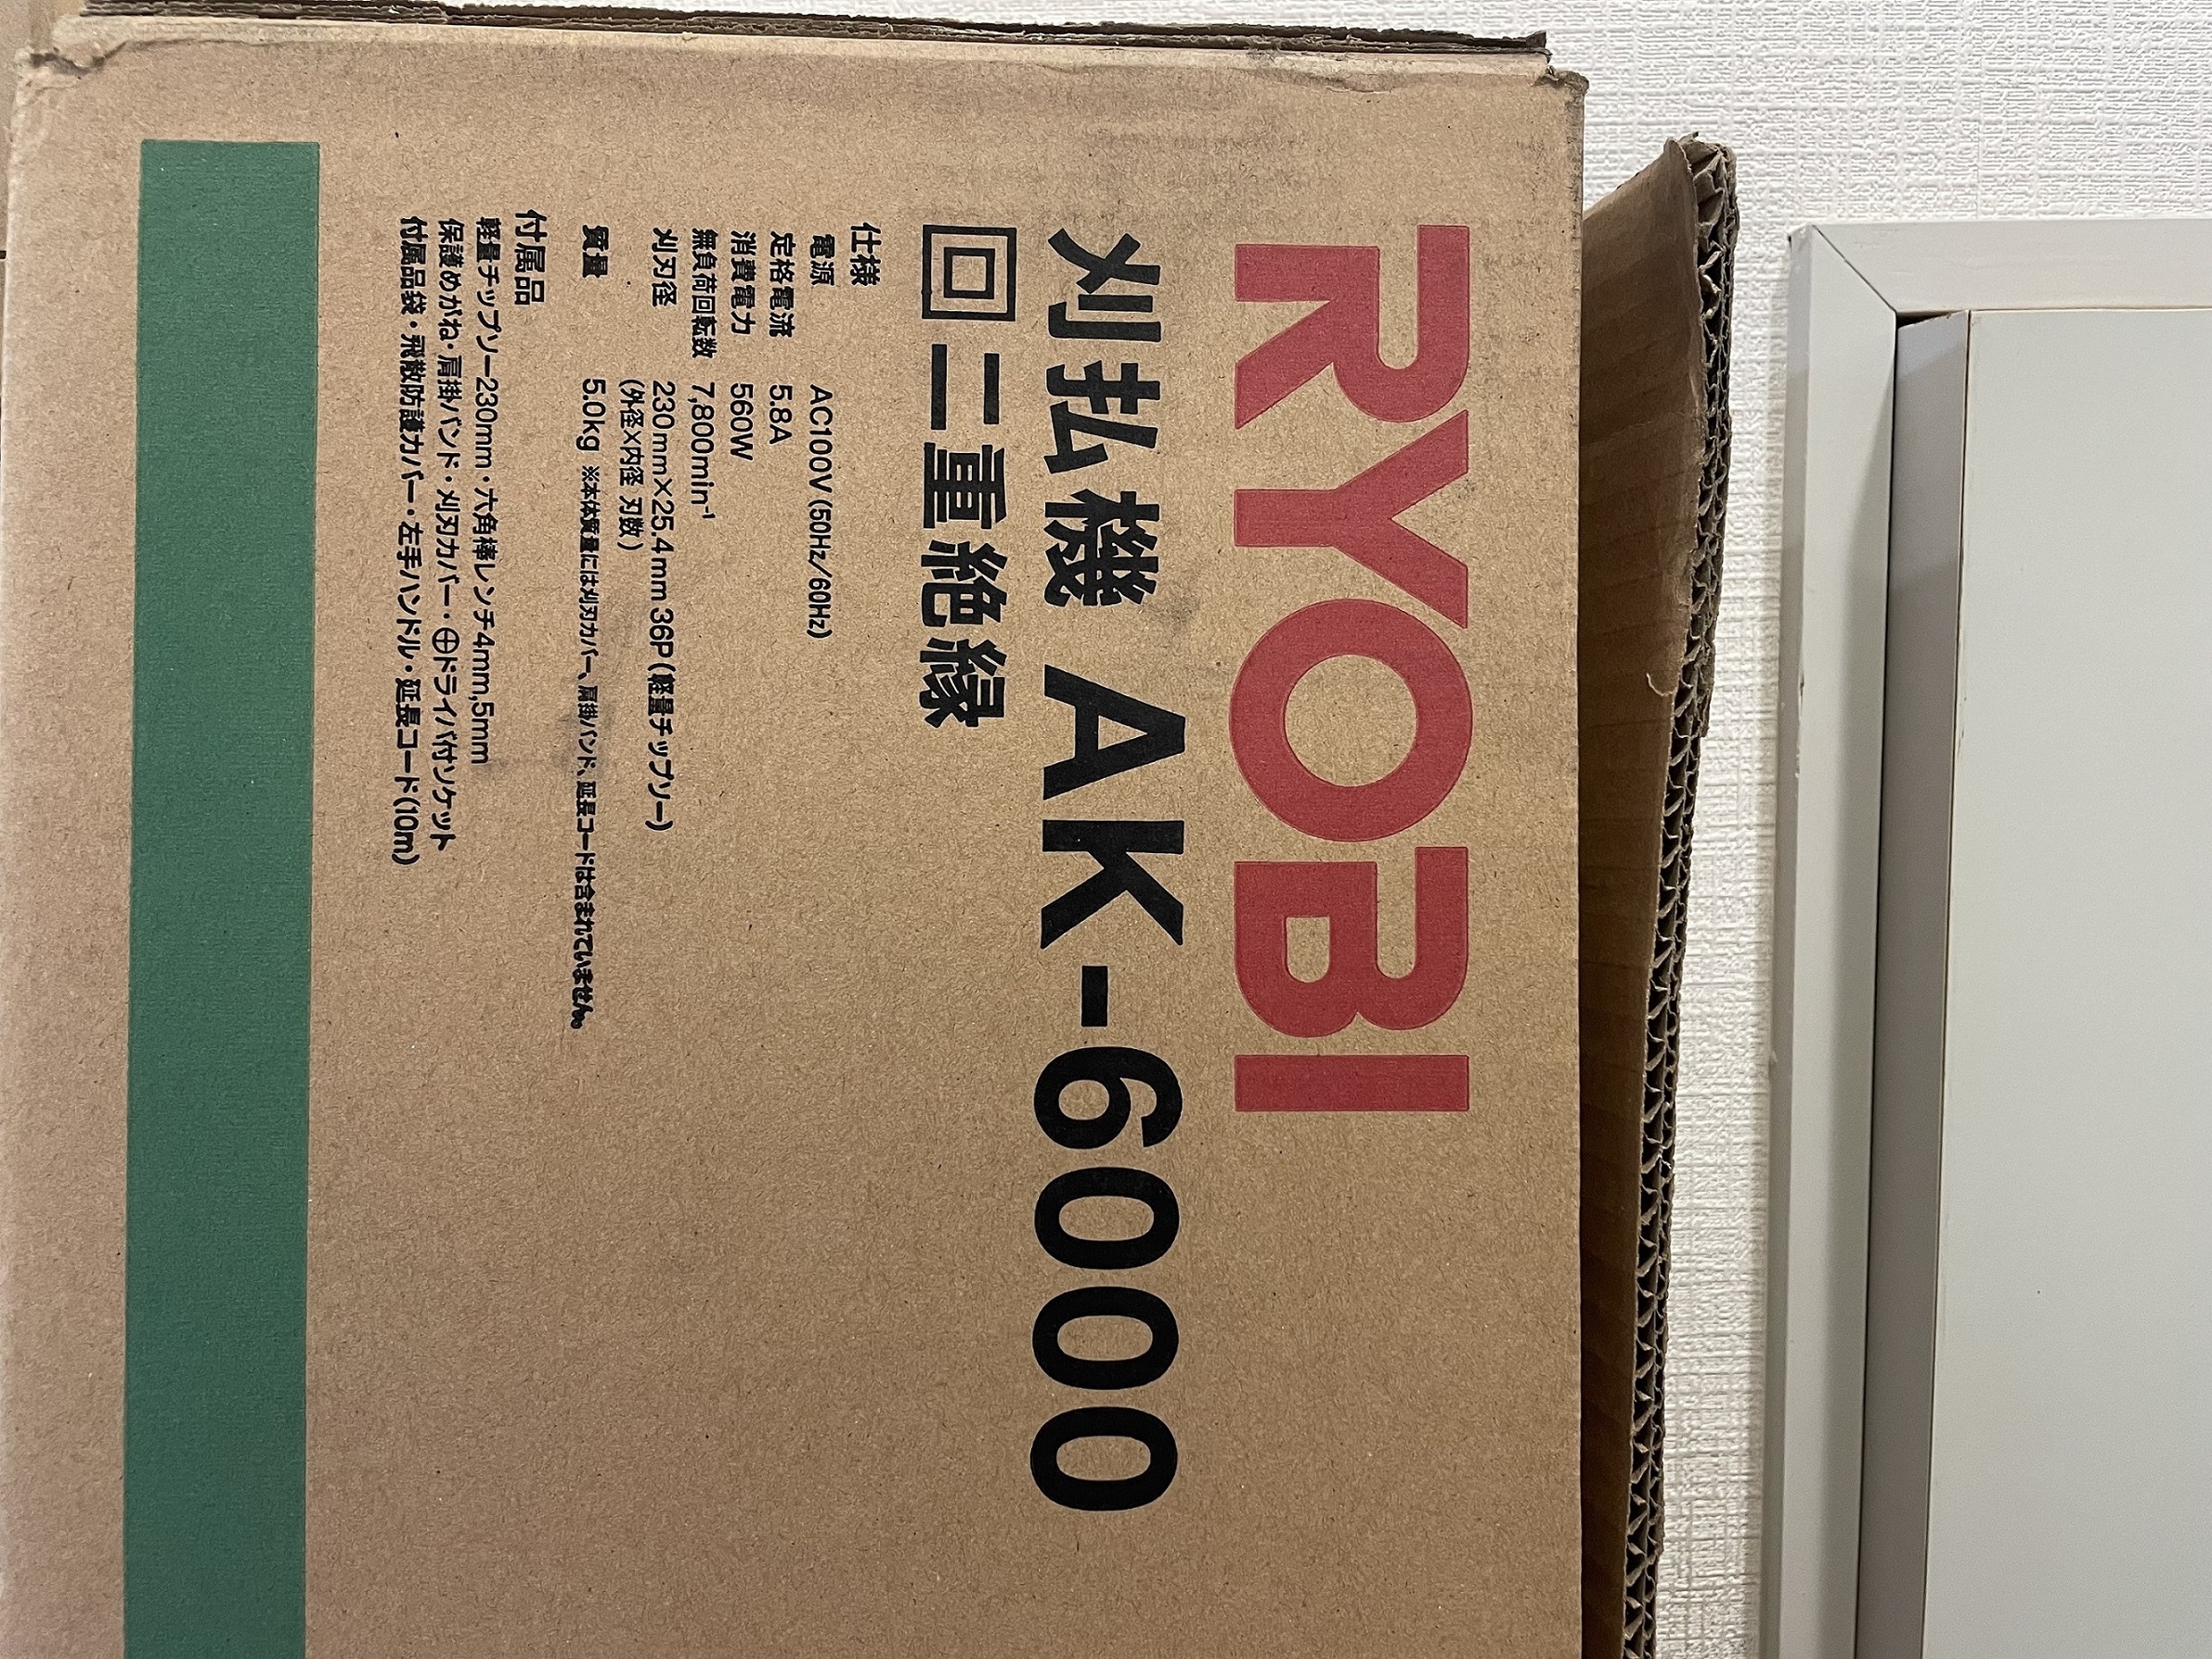 RYOBI
刈払機 AK-6000
回 二重絶縁
仕様
電源 AC100V(50Hz/60Hz)
定格電流 5.8A
消費電力 560W
無負荷回転数 7,800min⁻¹
刈刃径 230mm×25.4mm 36P(軽量チップソー)
(外径×内径 刃数)
質量 5.0kg ※本体質量には刈刃カバー、肩掛バンド、延長コードは含まれていません。
付属品
軽量チップソー230mm・六角棒レンチ4mm,5mm
保護めがね・肩掛バンド・刈刃カバー・⊕ドライバ付ソケット
付属品袋・飛散防護カバー・左手ハンドル・延長コード(10m)